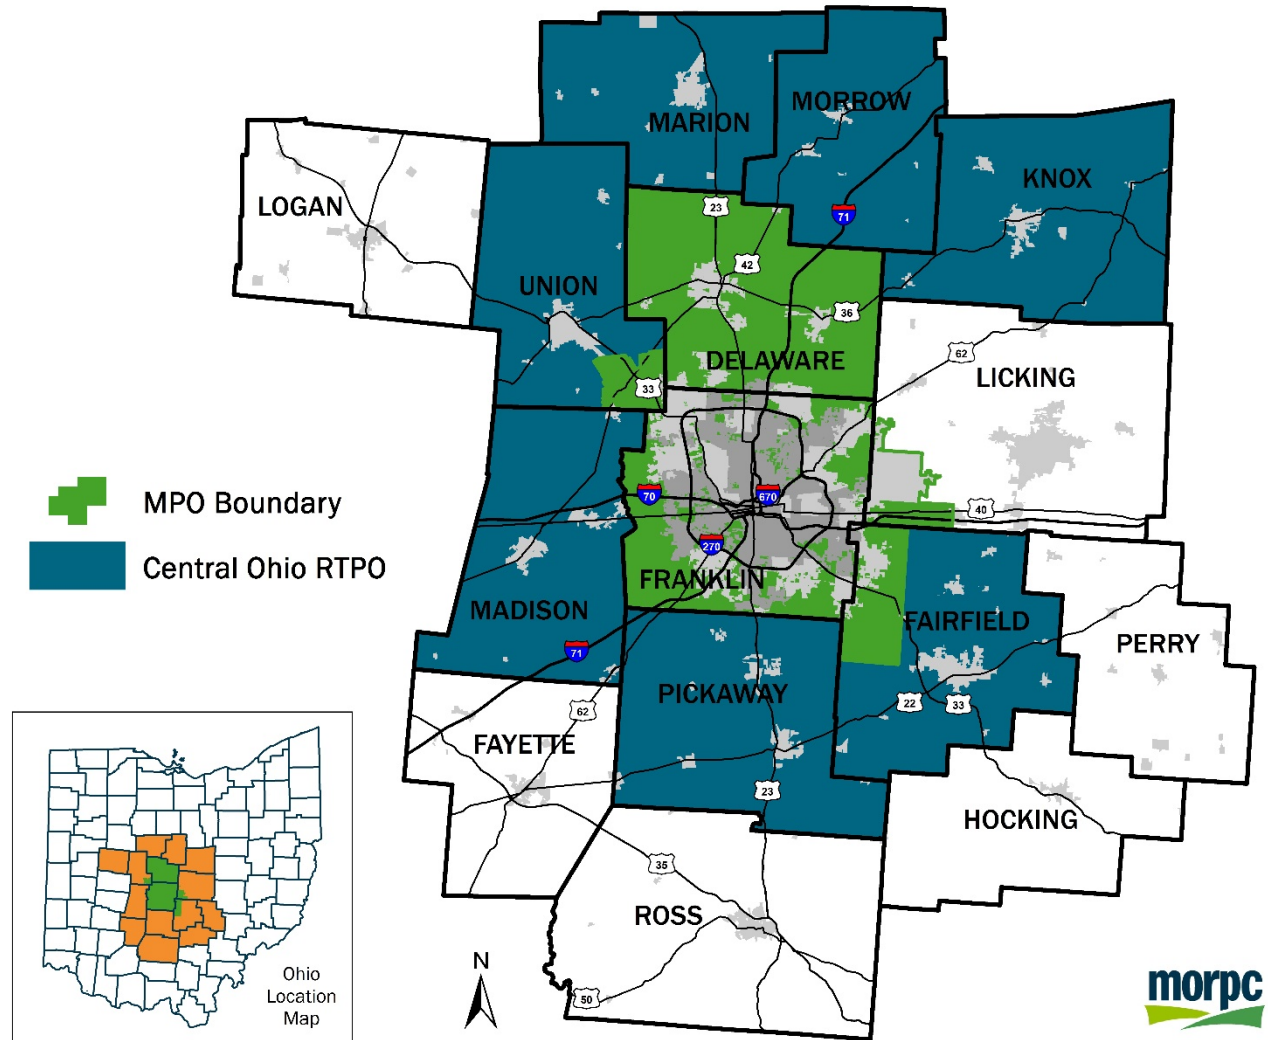 MARION
MORROW
KNOX
LOGAN
UNION
23
71
42
36
DELAWARE
33
62
LICKING
MPO Boundary
Central Ohio RTPO
70
670
40
270
FRANKLIN
MADISON
71
FAIRFIELD
PERRY
PICKAWAY
22
33
62
FAYETTE
23
HOCKING
35
ROSS
50
N
Ohio
Location
Map
morpc